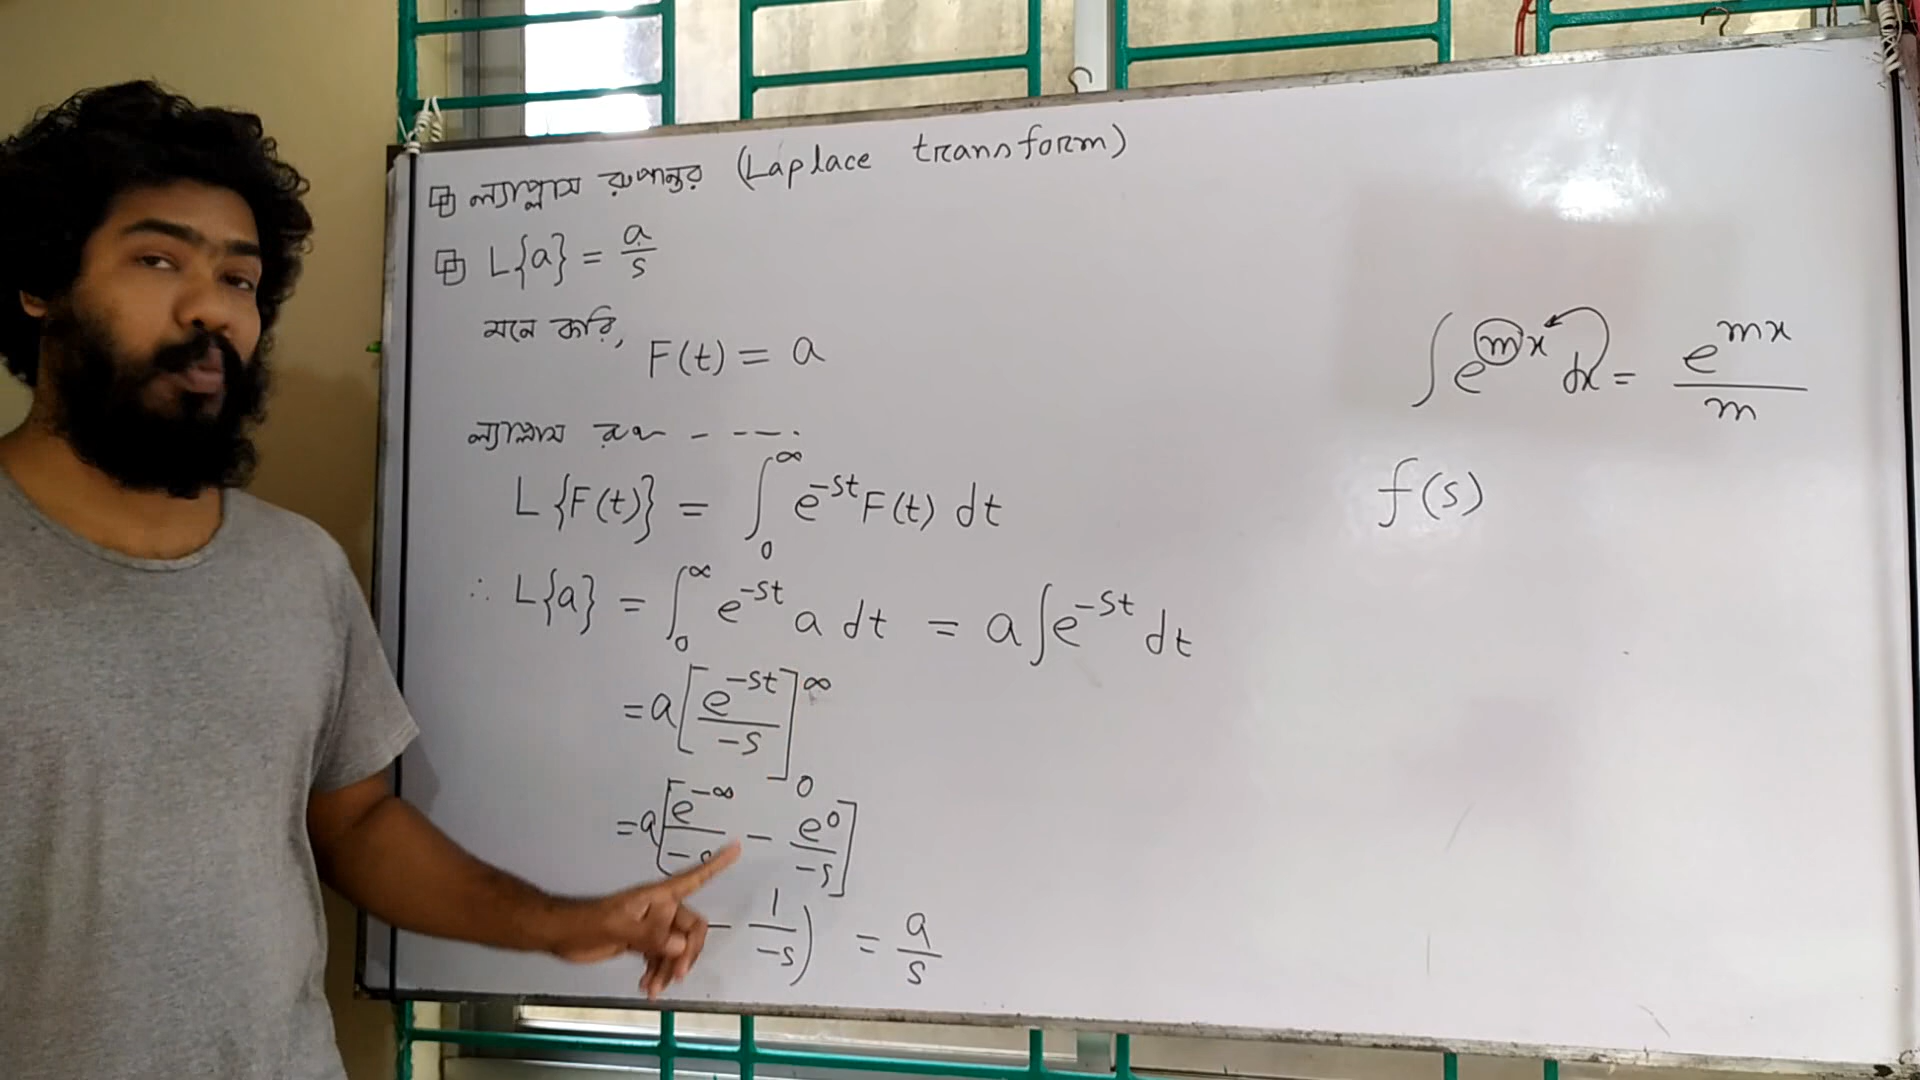 ল্যাপ্লাস রুপান্তর (Laplace transform)
L{a} = a/s
মনে করি,
F(t) = a
ল্যাপ্লাস
L{F(t)} = ∫₀^∞ e^{-st} F(t) dt
∴ L{a} = ∫₀^∞ e^{-st} a dt = a∫e^{-st} dt
= a[e^{-st}/-s]₀^∞
= a[e^{-∞}/-s - e^0/-s]
- 1/-s) = a/s
∫e^{mx} dx = e^{mx}/m
f(s)